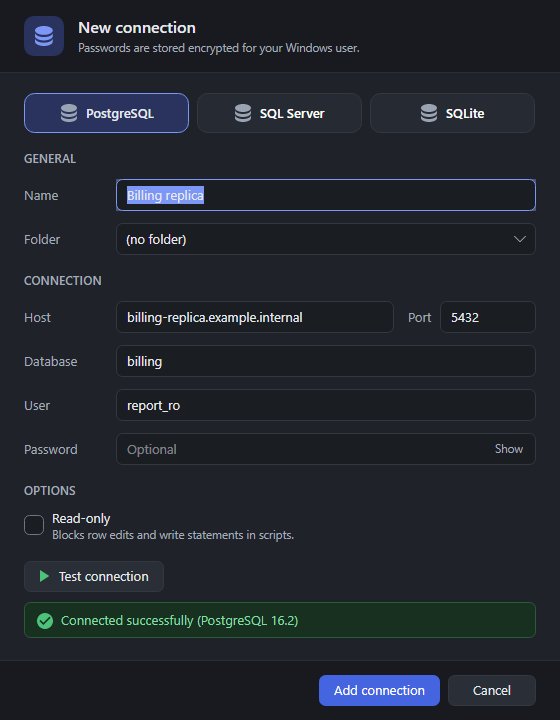 New connection
Passwords are stored encrypted for your Windows user.
PostgreSQL
SQL Server
SQLite
GENERAL
Name
Billing replica
Folder
(no folder)
CONNECTION
Host
billing-replica.example.internal
Port
5432
Database
billing
User
report_ro
Password
Optional
Show
OPTIONS
Read-only
Blocks row edits and write statements in scripts.
Test connection
Connected successfully (PostgreSQL 16.2)
Add connection
Cancel